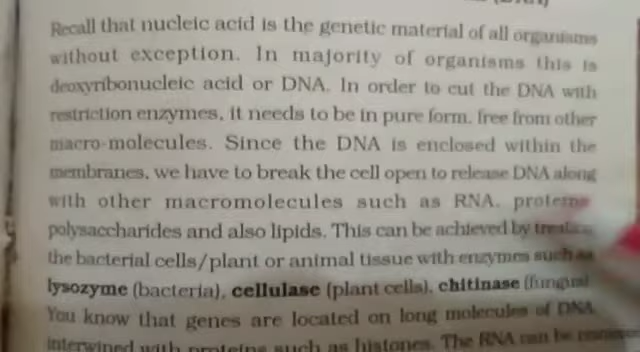 (DNA)
Recall that nucleic acid is the genetic material of all organisms
without exception. In majority of organisms this is
deoxyribonucleic acid or DNA. In order to cut the DNA with
restriction enzymes, it needs to be in pure form, free from other
macro-molecules. Since the DNA is enclosed within the
membranes, we have to break the cell open to release DNA along
with other macromolecules such as RNA, proteins
polysaccharides and also lipids. This can be achieved by treating
the bacterial cells/plant or animal tissue with enzymes such as
lysozyme (bacteria), cellulase (plant cells), chitinase (fungus)
You know that genes are located on long molecules of DNA
interwined with proteins such as histones. The RNA can be